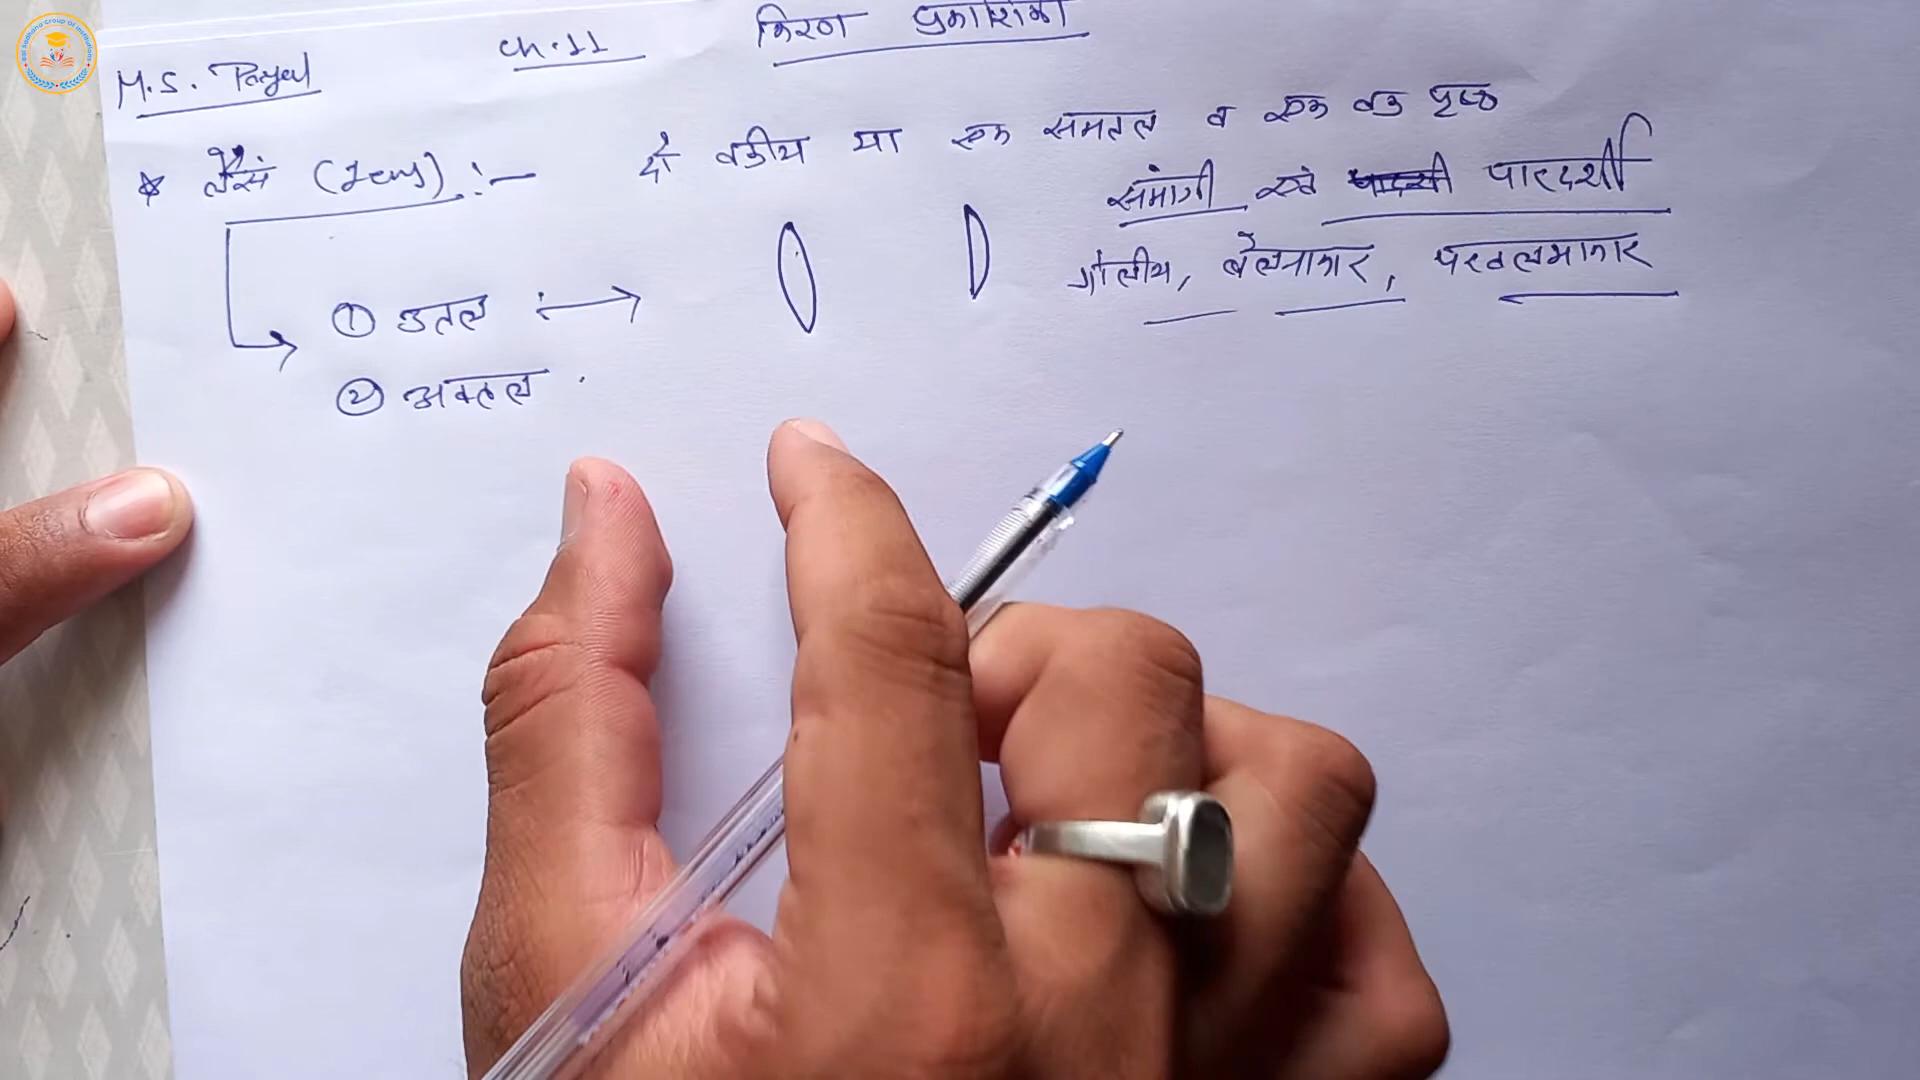 M.S. Patyel
Ch.11 किरण प्रकाशिका
* लेंस (Lens) :- दो वक्रीय या एक समतल व एक वक्र पृष्ठ
समांगी एवं पारदर्शी
गोलीय, बेलनाकार, परवलयाकार
① उत्तल :→
② अवतल